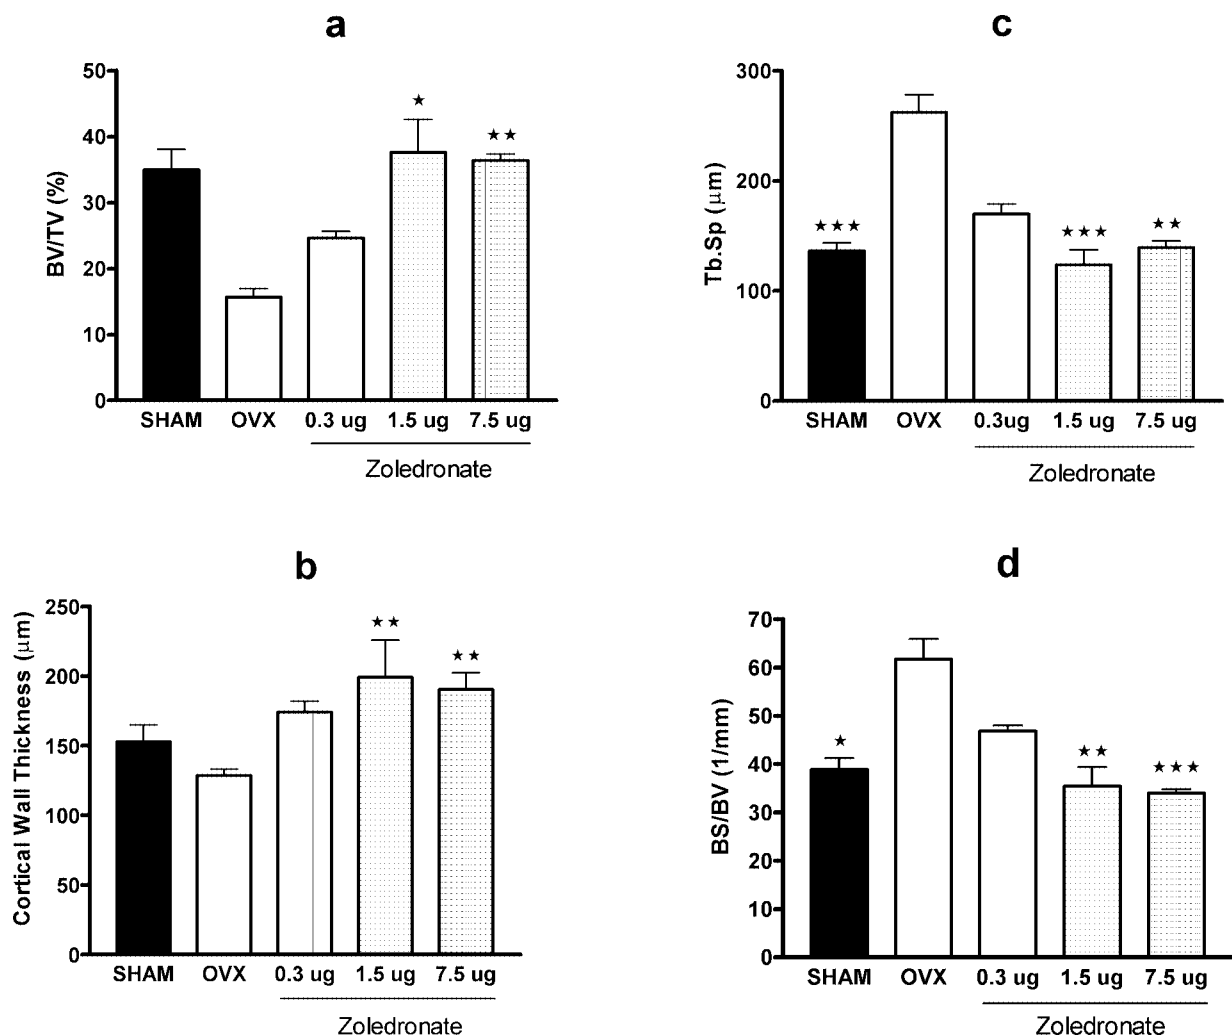 a
50
40
30
20
10
0
BV/TV (%)
★
★★
SHAM OVX 0.3 ug 1.5 ug 7.5 ug
Zoledronate
c
300
200
100
0
Tb.Sp (μm)
★★★
★★★
★★
SHAM OVX 0.3ug 1.5 ug 7.5 ug
Zoledronate
b
250
200
150
100
50
0
Cortical Wall Thickness (μm)
★★
★★
SHAM OVX 0.3 ug 1.5 ug 7.5 ug
Zoledronate
d
70
60
50
40
30
20
10
0
BS/BV (1/mm)
★
★★
★★★
SHAM OVX 0.3 ug 1.5 ug 7.5 ug
Zoledronate